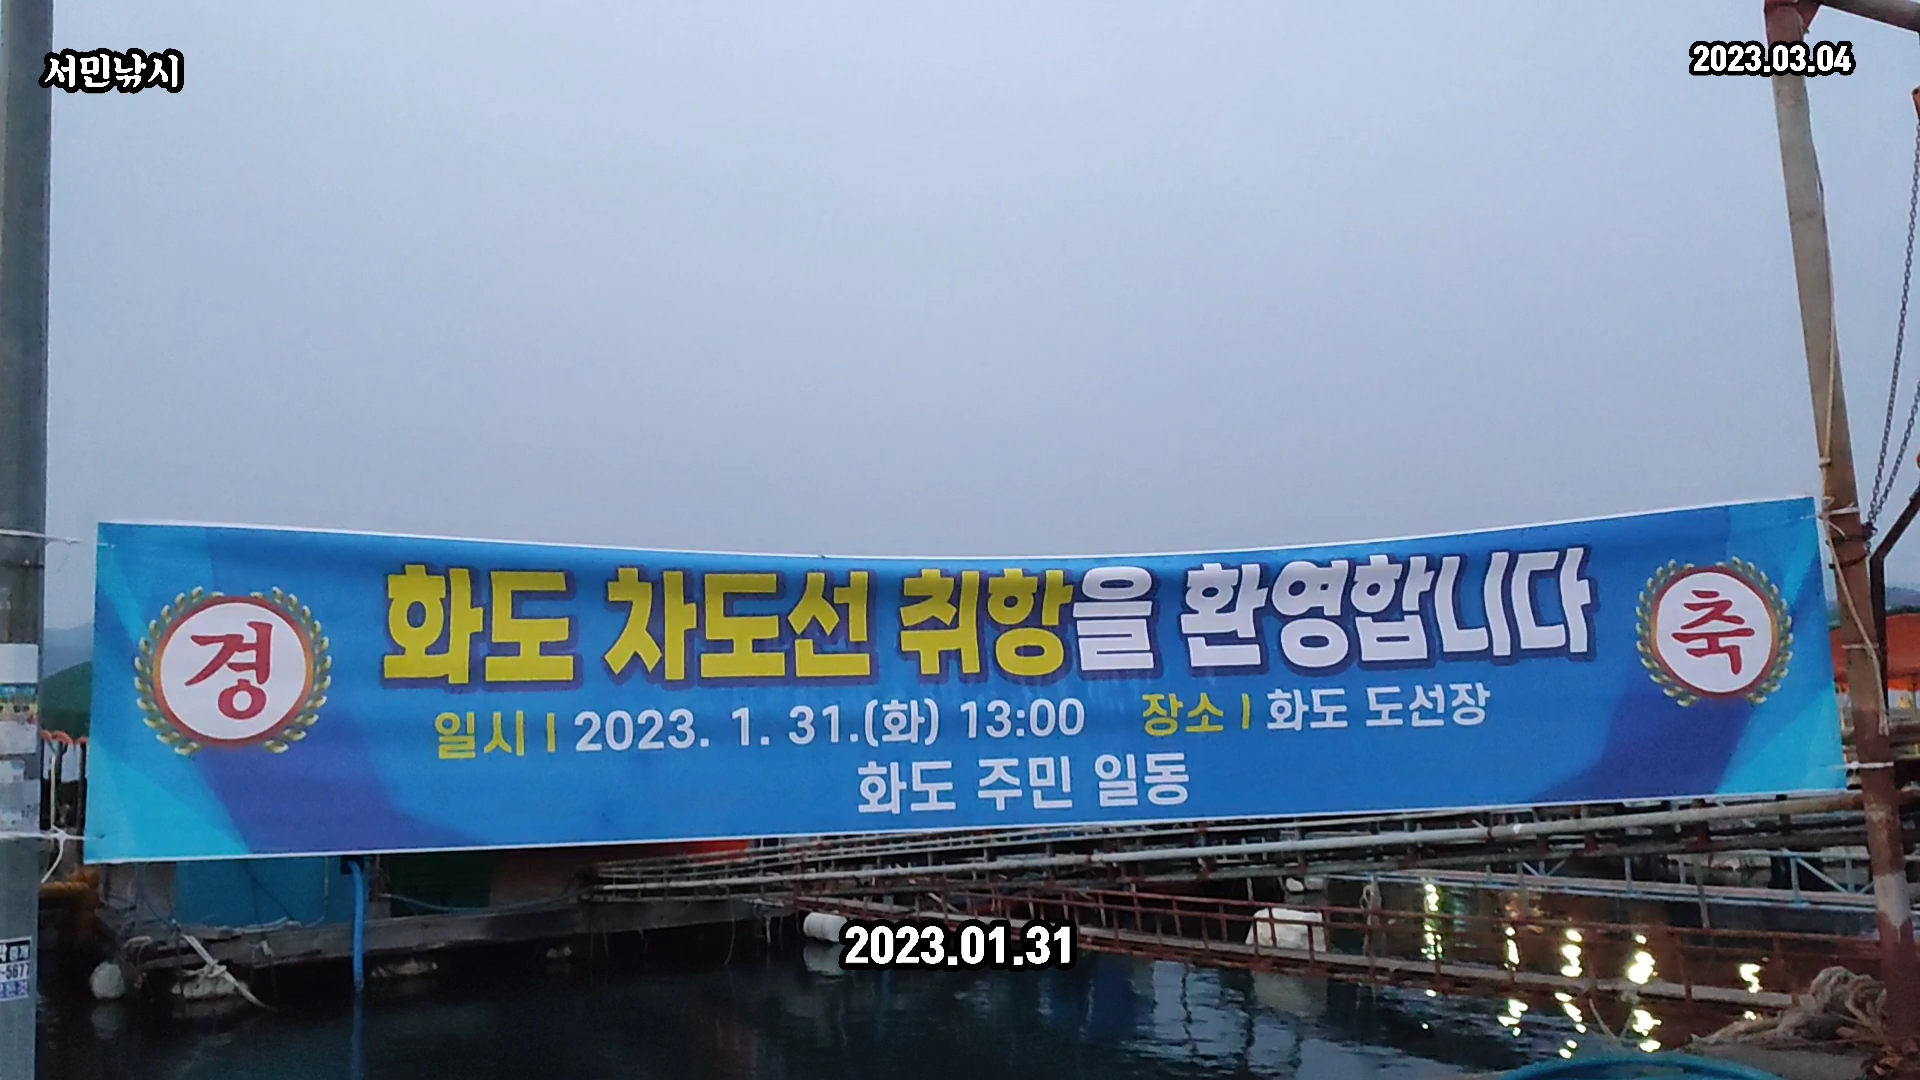 서민낚시
2023.03.04
경
화도 차도선 취항을 환영합니다
축
일시 I 2023. 1. 31.(화) 13:00 장소 I 화도 도선장
화도 주민 일동
2023.01.31
-5677